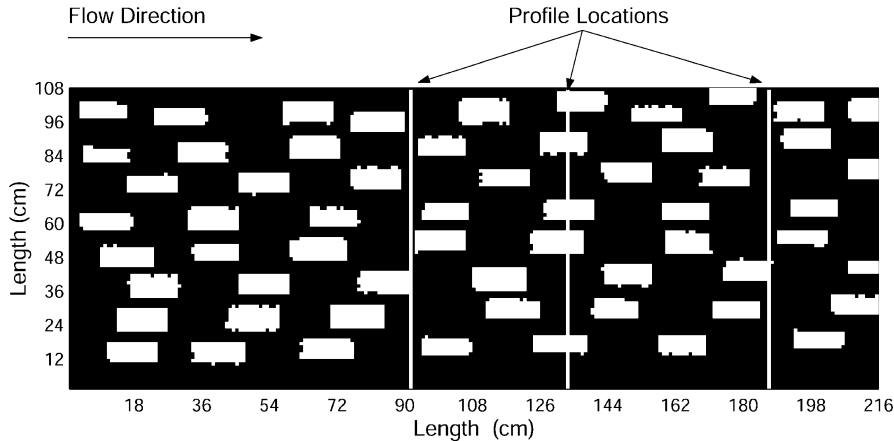 Flow Direction
Profile Locations
108
96
84
72
60
48
36
24
12
Length (cm)
18 36 54 72 90 108 126 144 162 180 198 216
Length (cm)